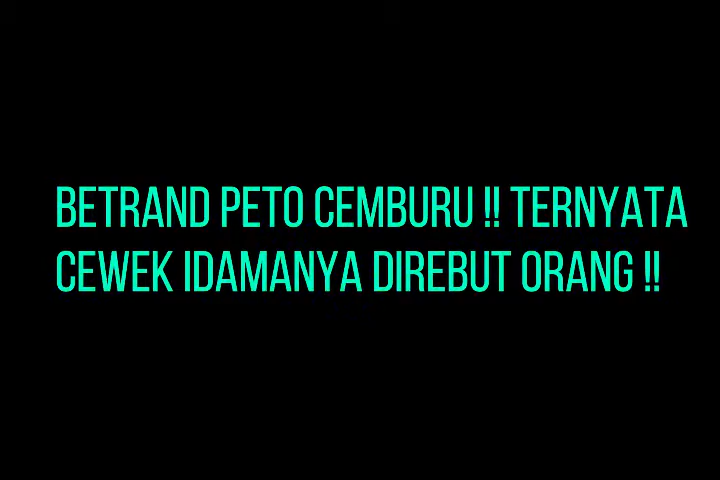 BETRAND PETO CEMBURU !! TERNYATA
CEWEK IDAMANYA DIREBUT ORANG !!